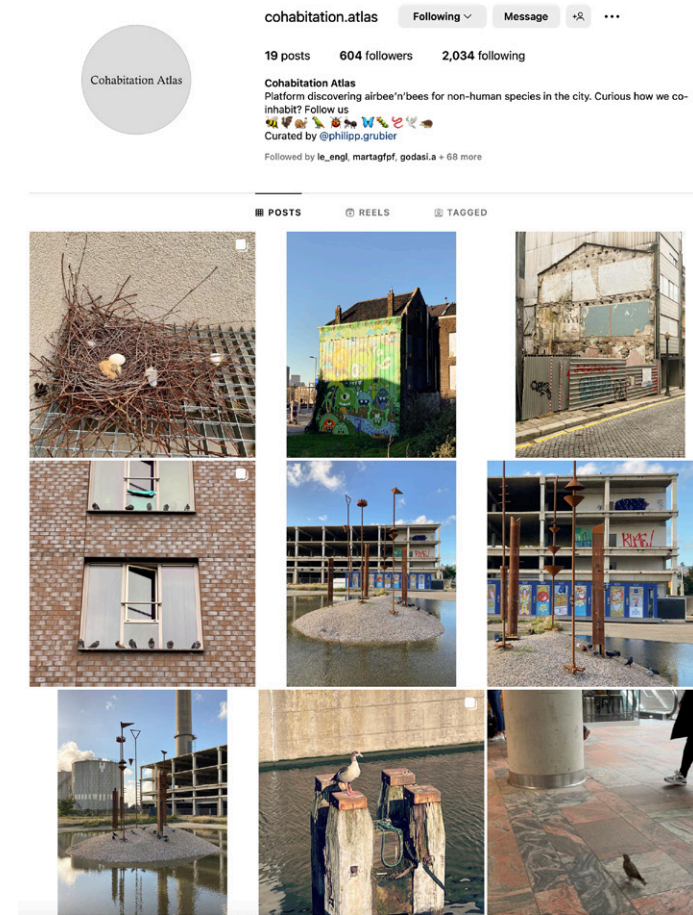 cohabitation.atlas Following Message
19 posts 604 followers 2,034 following
Cohabitation Atlas
Cohabitation Atlas
Platform discovering airbee'n'bees for non-human species in the city. Curious how we co-
inhabit? Follow us
Curated by @philipp.grubier
Followed by le_engl, martagfpf, godasi.a + 68 more
POSTS REELS TAGGED